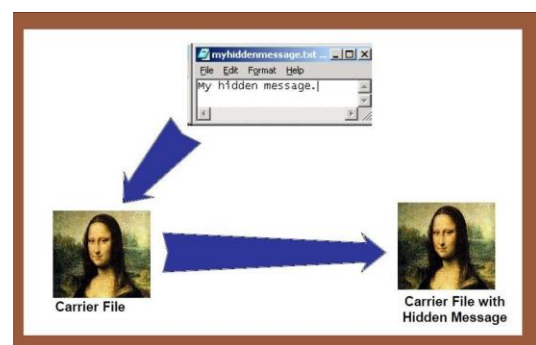 myhiddenmessage.txt ...
File Edit Format Help
My hidden message.
Carrier File
Carrier File with
Hidden Message